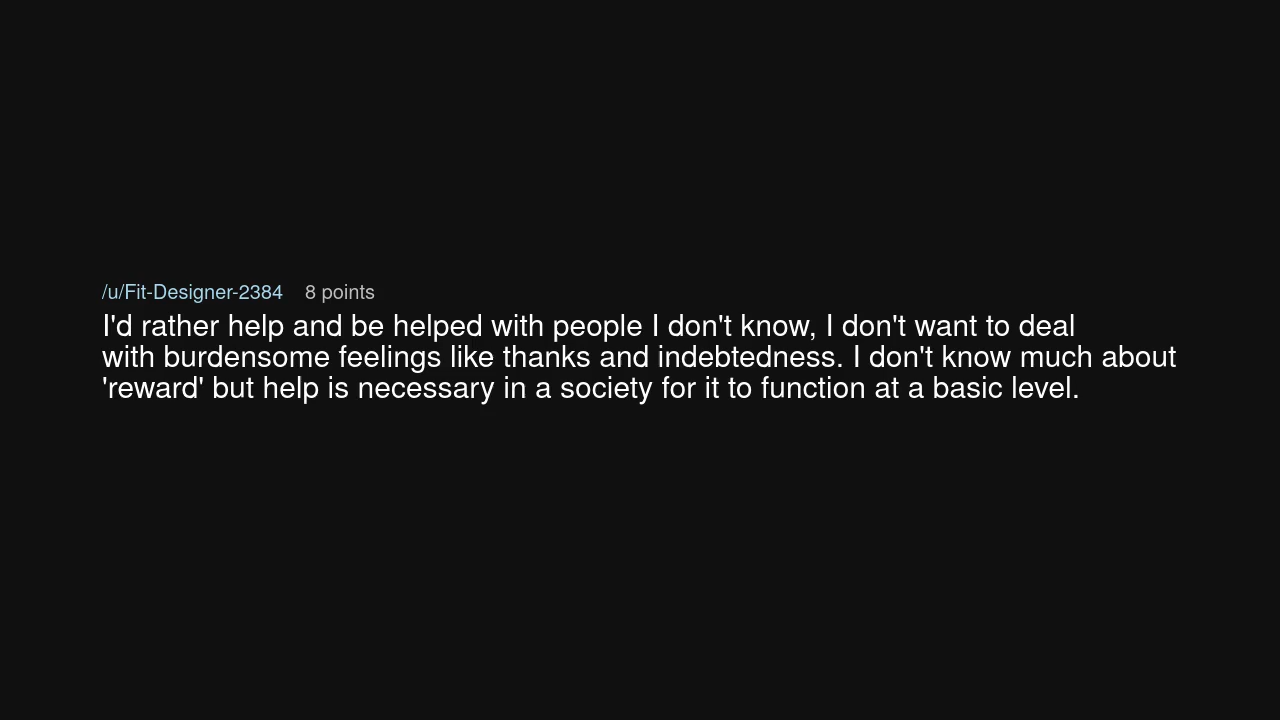 /u/Fit-Designer-2384 8 points
I'd rather help and be helped with people I don't know, I don't want to deal
with burdensome feelings like thanks and indebtedness. I don't know much about
'reward' but help is necessary in a society for it to function at a basic level.